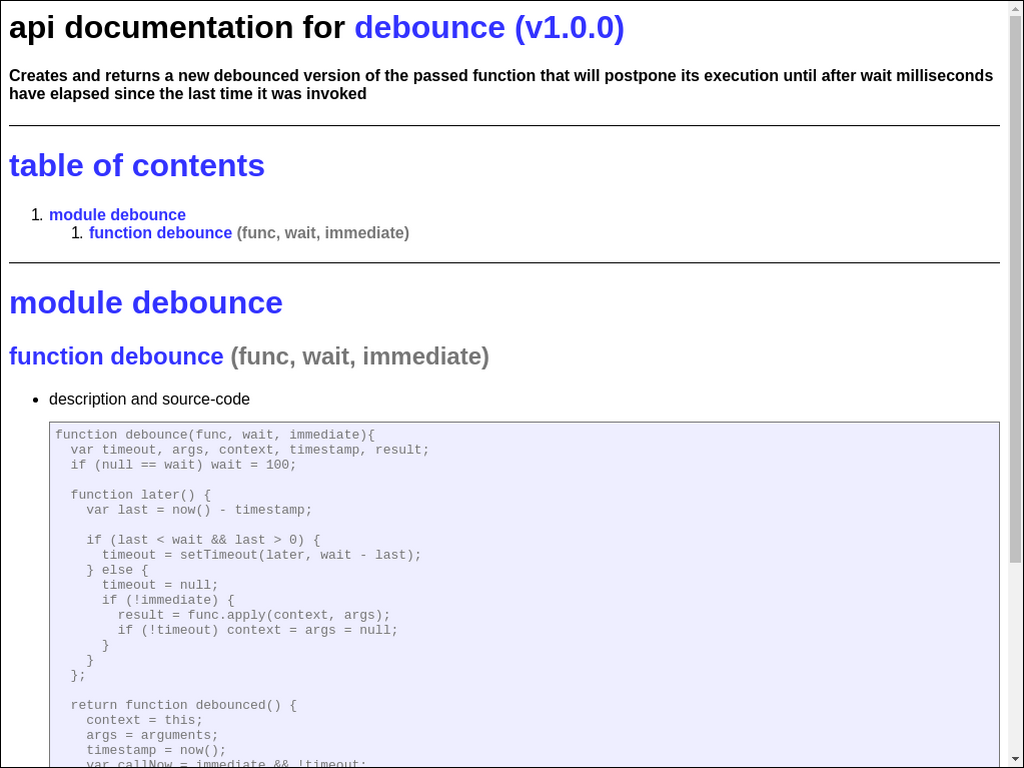 api documentation for debounce (v1.0.0)
Creates and returns a new debounced version of the passed function that will postpone its execution until after wait milliseconds
have elapsed since the last time it was invoked
table of contents
1. module debounce
1. function debounce (func, wait, immediate)
module debounce
function debounce (func, wait, immediate)
• description and source-code
function debounce(func, wait, immediate){
  var timeout, args, context, timestamp, result;
  if (null == wait) wait = 100;

  function later() {
    var last = now() - timestamp;

    if (last < wait && last > 0) {
      timeout = setTimeout(later, wait - last);
    } else {
      timeout = null;
      if (!immediate) {
        result = func.apply(context, args);
        if (!timeout) context = args = null;
      }
    }
  };

  return function debounced() {
    context = this;
    args = arguments;
    timestamp = now();
    var callNow = immediate && !timeout;